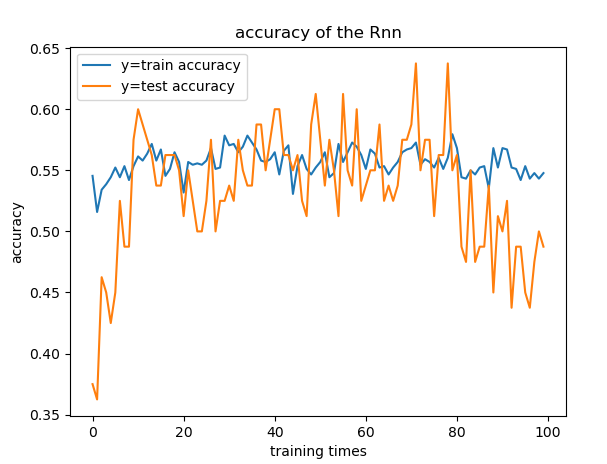 accuracy of the Rnn
0.65
0.60
0.55
0.50
0.45
0.40
0.35
accuracy
y=train accuracy
y=test accuracy
0 20 40 60 80 100
training times